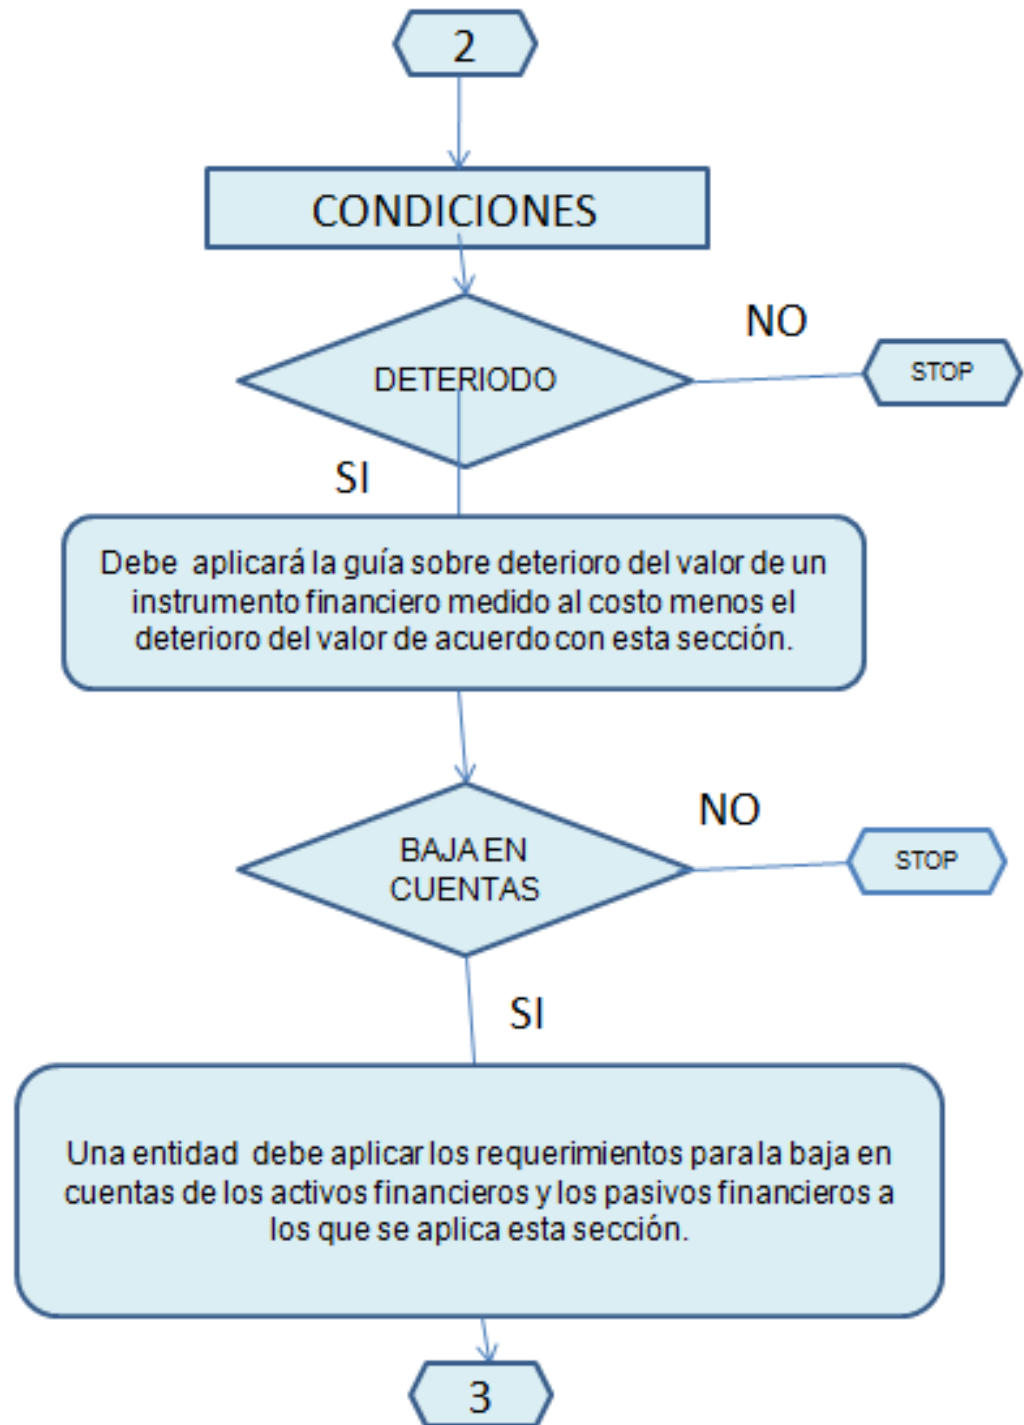 2
CONDICIONES
NO
DETERIODO
STOP
SI
Debe aplicará la guía sobre deterioro del valor de un
instrumento financiero medido al costo menos el
deterioro del valor de acuerdo con esta sección.
NO
BAJA EN
CUENTAS
STOP
SI
Una entidad debe aplicar los requerimientos para la baja en
cuentas de los activos financieros y los pasivos financieros a
los que se aplica esta sección.
3